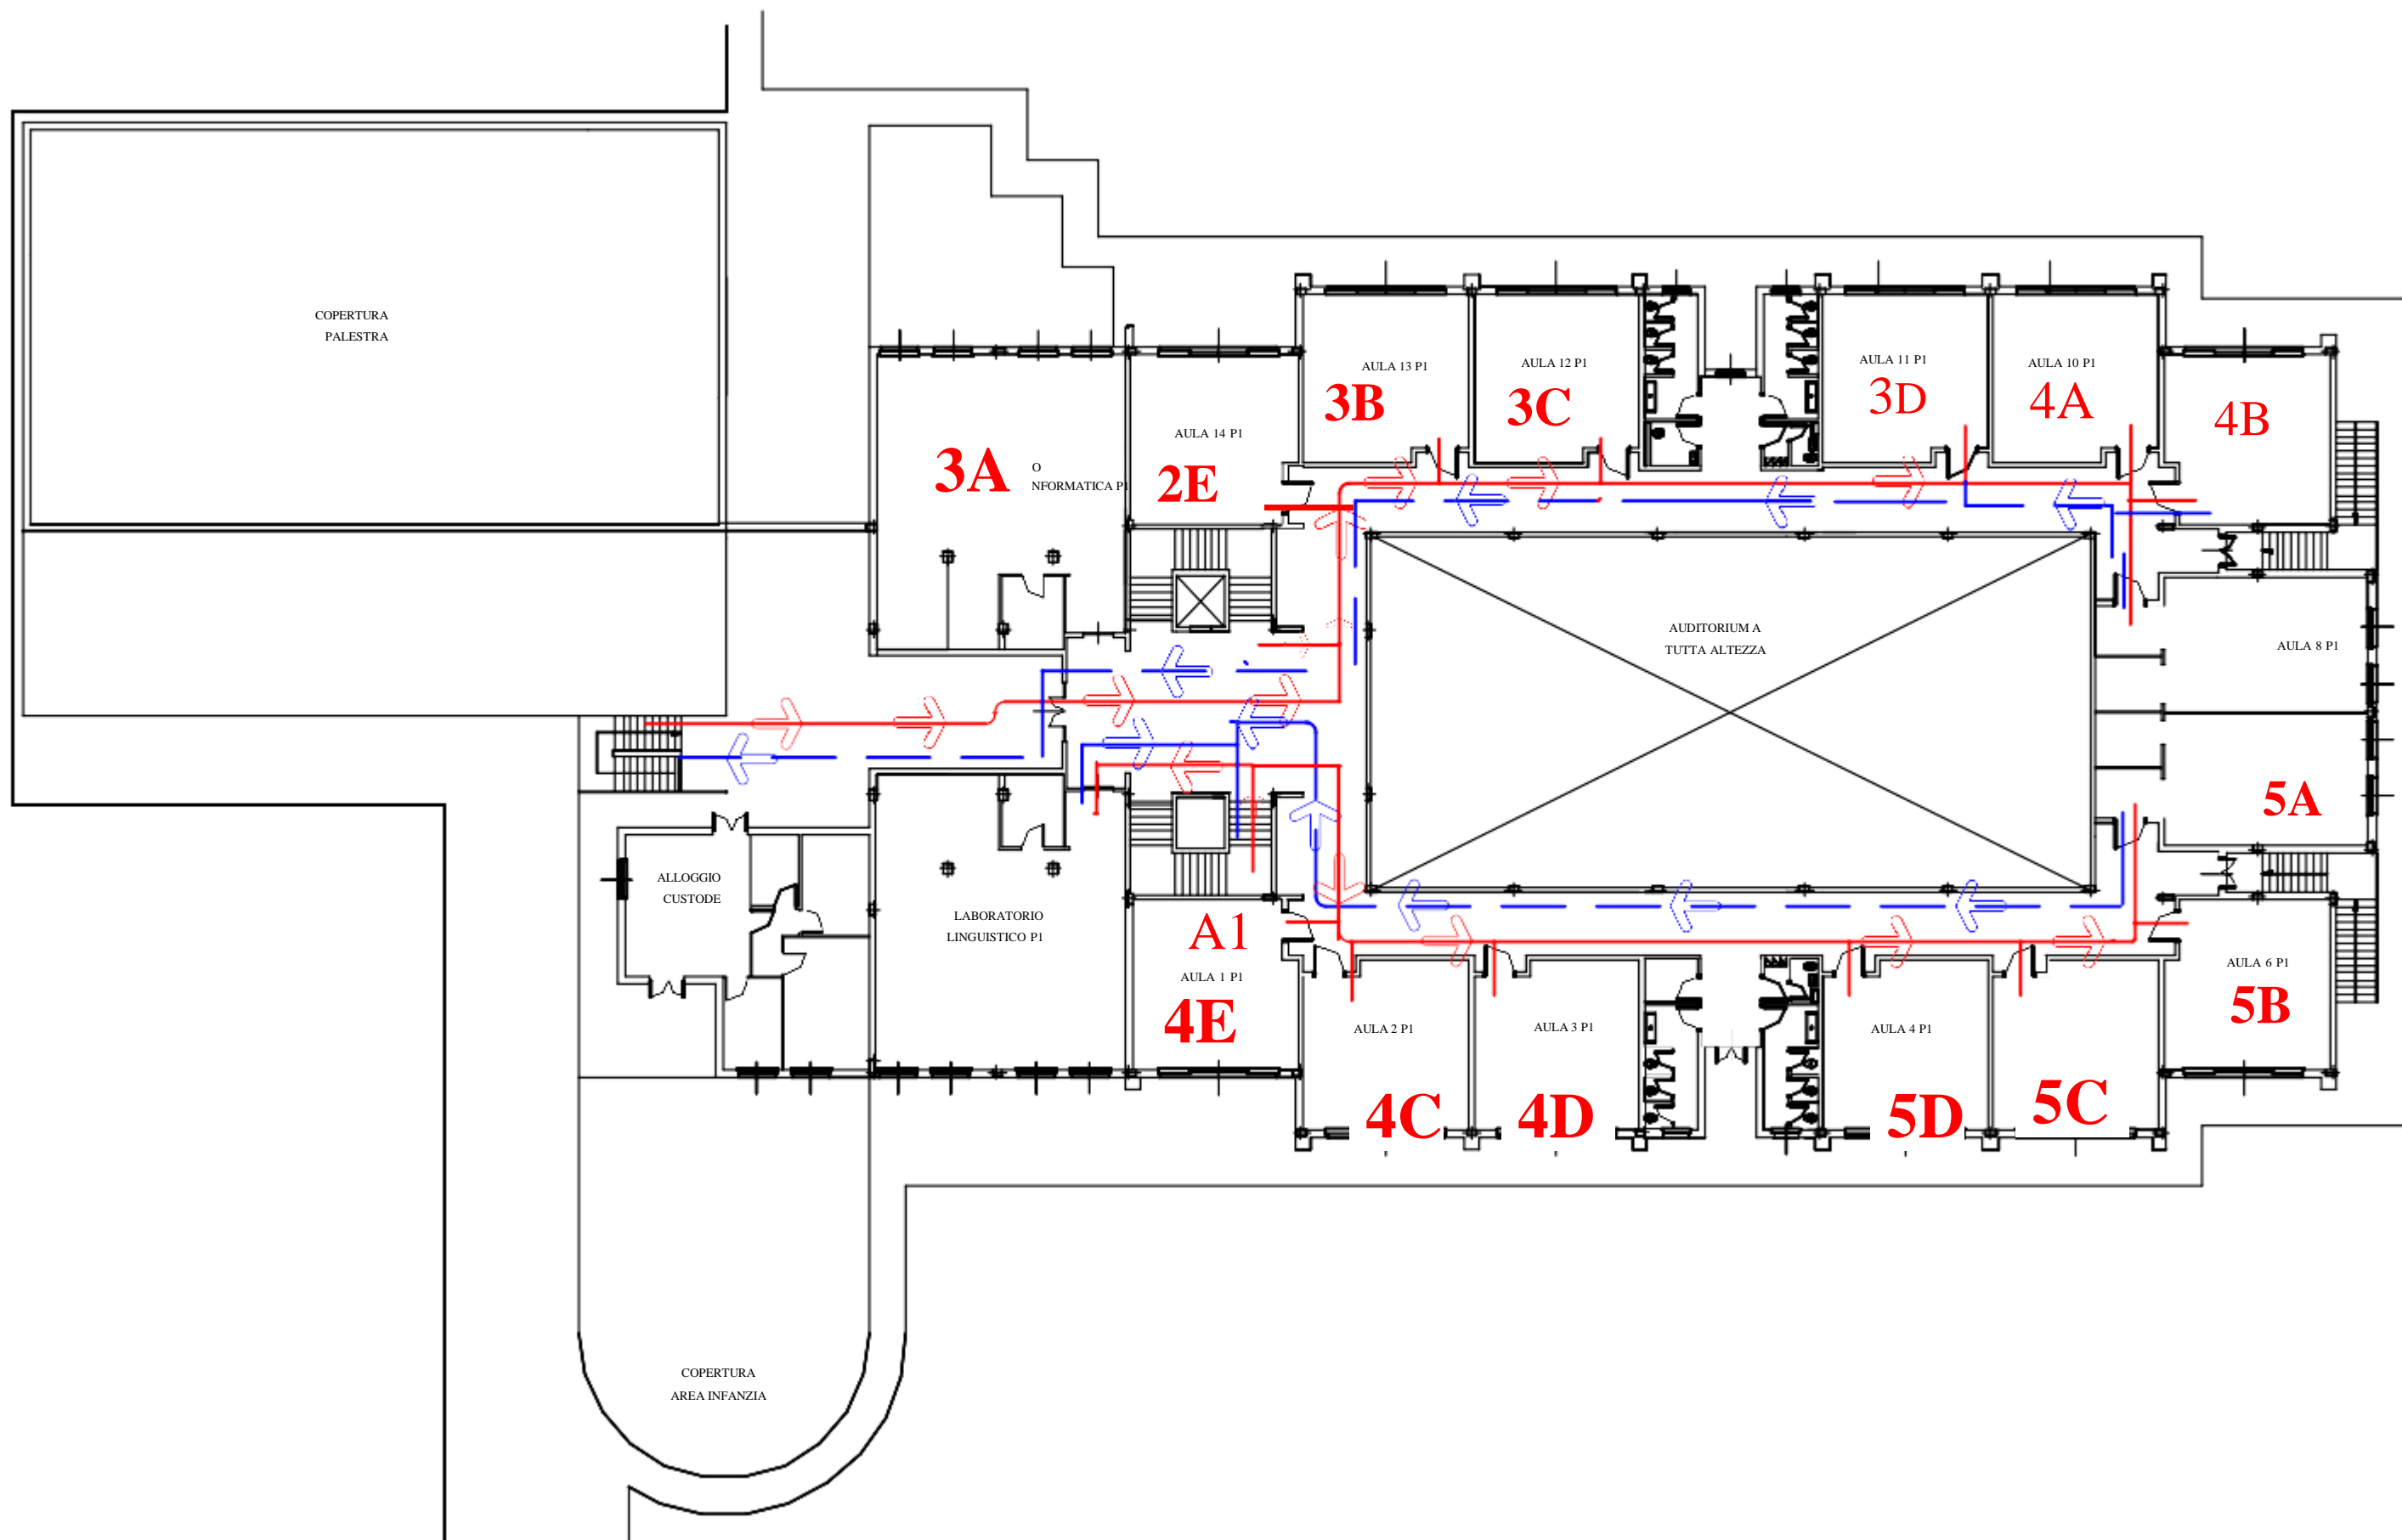 COPERTURA
PALESTRA
AULA 13 P1
3B
AULA 12 P1
3C
AULA 11 P1
3D
AULA 10 P1
4A
4B
AULA 14 P1
2E
3A
O
NFORMATICA P1
AUDITORIUM A
TUTTA ALTEZZA
AULA 8 P1
5A
ALLOGGIO
CUSTODE
LABORATORIO
LINGUISTICO P1
A1
AULA 1 P1
4E
AULA 2 P1
4C
AULA 3 P1
4D
AULA 4 P1
5D
5C
AULA 6 P1
5B
COPERTURA
AREA INFANZIA